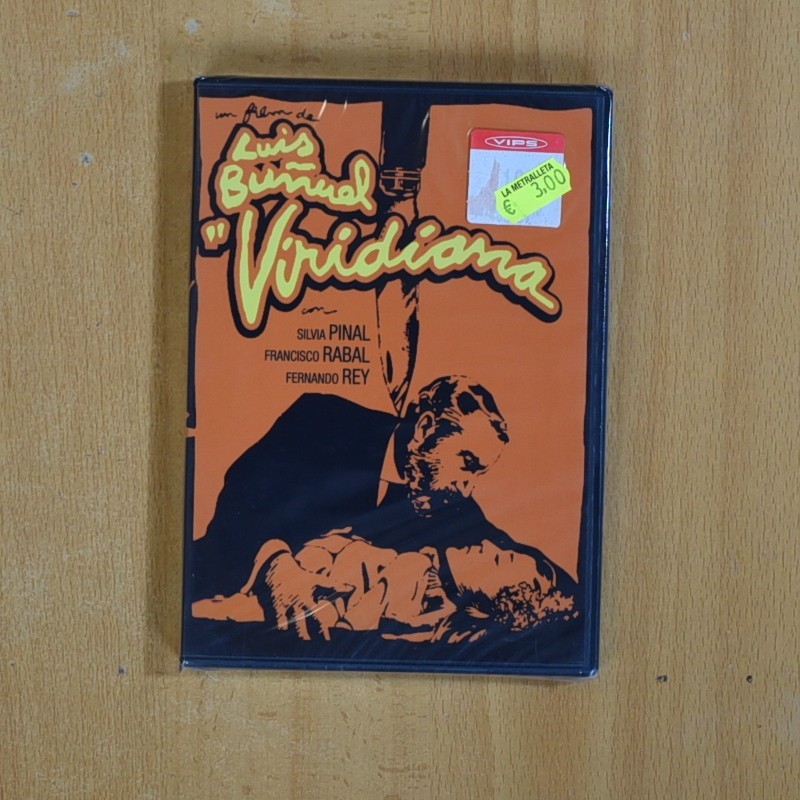 un film de
Luis
Buñuel
"Viridiana
con
SILVIA PINAL
FRANCISCO RABAL
FERNANDO REY
VIPS
LA METRALLETA
€ 3,00